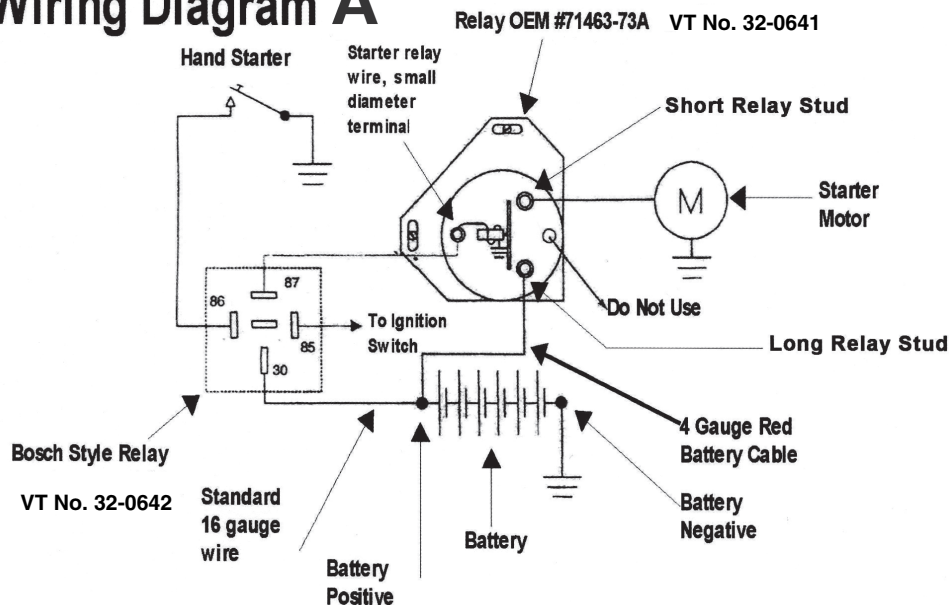 Wiring Diagram A
Relay OEM #71463-73A VT No. 32-0641
Hand Starter
Starter relay
wire, small
diameter
terminal
Short Relay Stud
M
Starter
Motor
Do Not Use
Long Relay Stud
87
86
85
30
To Ignition
Switch
Bosch Style Relay
VT No. 32-0642
Standard
16 gauge
wire
Battery
Positive
Battery
4 Gauge Red
Battery Cable
Battery
Negative